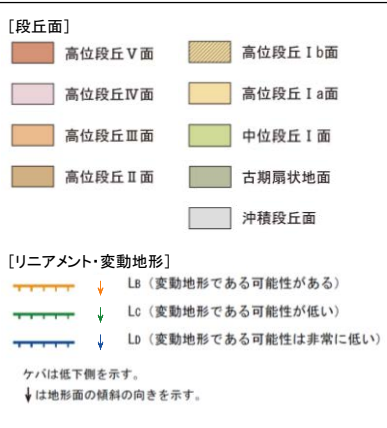 [段丘面]
高位段丘Ⅴ面
高位段丘Ⅰb面
高位段丘Ⅳ面
高位段丘Ⅰa面
高位段丘Ⅲ面
中位段丘Ⅰ面
高位段丘Ⅱ面
古期扇状地面
沖積段丘面
[リニアメント・変動地形]
LB（変動地形である可能性がある）
LC（変動地形である可能性が低い）
LD（変動地形である可能性は非常に低い）
ケバは低下側を示す。
↓は地形面の傾斜の向きを示す。